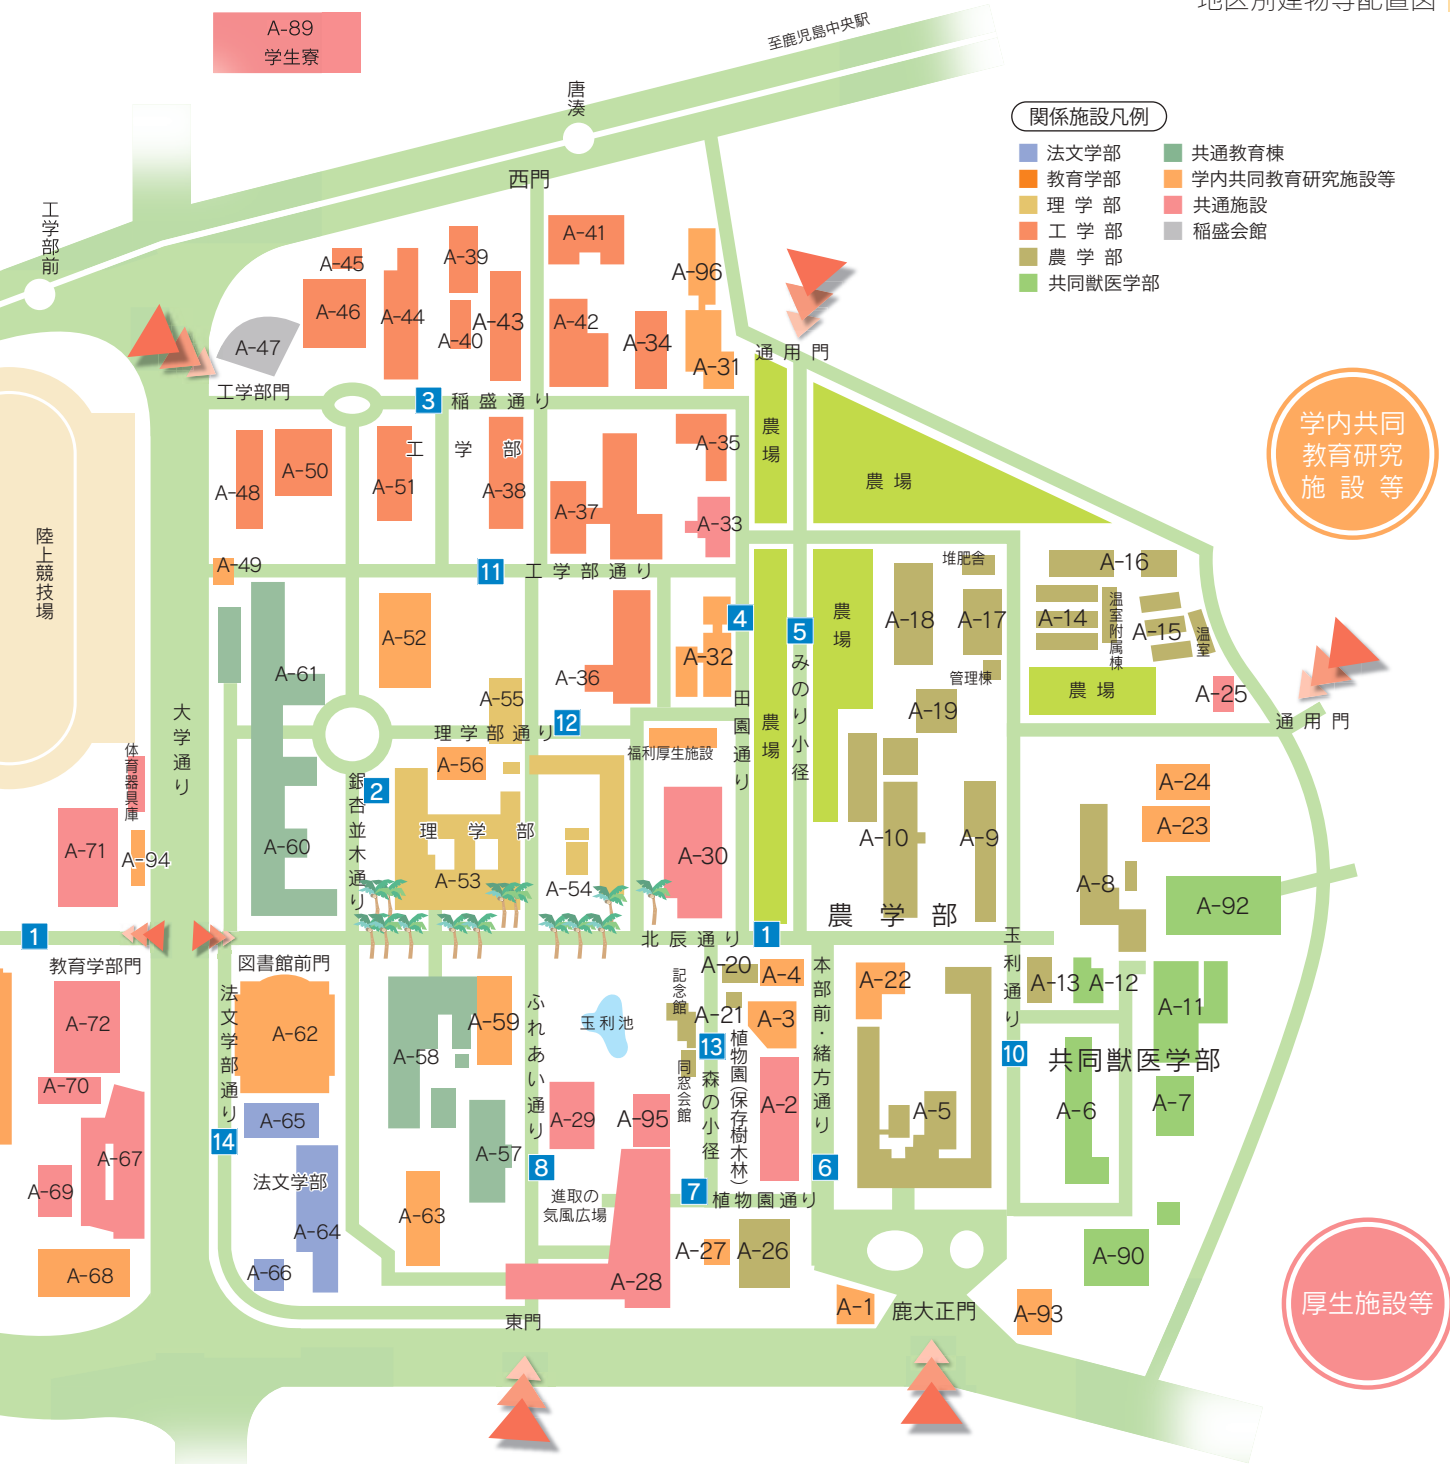 地区別建物等配置図
A-89
学生寮
至鹿児島中央駅
唐湊
西門
工学部前
関係施設凡例
法文学部
教育学部
理学部
工学部
農学部
共同獣医学部
共通教育棟
学内共同教育研究施設等
共通施設
稲盛会館
A-45
A-46
A-44
A-39
A-40
A-43
A-41
A-42
A-34
A-96
A-31
A-47
工学部門
通用門
3 稲盛通り
農場
農場
工学部
A-48
A-50
A-51
A-38
A-37
A-35
A-33
A-49
11 工学部通り
学内共同
教育研究
施設等
陸上競技場
A-61
A-52
A-55
A-36
A-32
4
田園通り
5
みのり小径
農場
農場
堆肥舎
A-18
A-17
管理棟
A-19
A-16
A-14
温室附属棟
A-15
温室
農場
A-25
通用門
大学通り
体育器具庫
理学部通り 12
福利厚生施設
A-56
2
銀杏並木通り
理学部
A-53
A-54
A-30
A-60
A-71
A-94
A-10
A-9
A-8
A-24
A-23
A-92
農学部
1
北辰通り 1
教育学部門
図書館前門
A-72
A-70
A-67
A-69
A-68
法文学部通り
14
A-62
A-65
法文学部
A-64
A-66
A-58
A-59
A-57
A-63
ふれあい通り
8
玉利池
A-29
A-95
進取の
気風広場
A-28
東門
記念館
同窓会館
A-20
A-21
A-4
A-3
A-2
13
森の小径
植物園(保存樹木林)
7 植物園通り
A-27
A-26
本部前・緒方通り
6
A-22
A-5
玉利通り
10
A-13
A-12
A-11
共同獣医学部
A-6
A-7
A-90
A-93
A-1
鹿大正門
厚生施設等